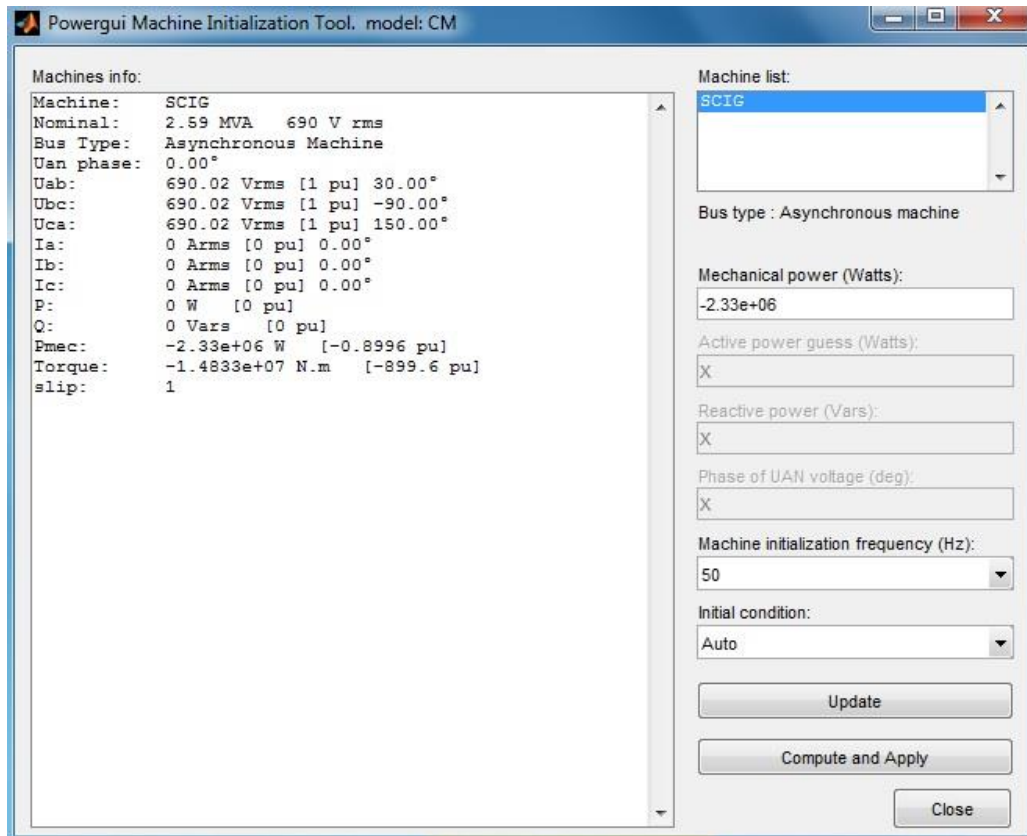 Powergui Machine Initialization Tool. model: CM
Machines info:
Machine: SCIG
Nominal: 2.59 MVA 690 V rms
Bus Type: Asynchronous Machine
Uan phase: 0.00°
Uab: 690.02 Vrms [1 pu] 30.00°
Ubc: 690.02 Vrms [1 pu] -90.00°
Uca: 690.02 Vrms [1 pu] 150.00°
Ia: 0 Arms [0 pu] 0.00°
Ib: 0 Arms [0 pu] 0.00°
Ic: 0 Arms [0 pu] 0.00°
P: 0 W [0 pu]
Q: 0 Vars [0 pu]
Pmec: -2.33e+06 W [-0.8996 pu]
Torque: -1.4833e+07 N.m [-899.6 pu]
slip: 1
Machine list:
SCIG
Bus type : Asynchronous machine
Mechanical power (Watts):
-2.33e+06
Active power guess (Watts):
X
Reactive power (Vars):
X
Phase of UAN voltage (deg):
X
Machine initialization frequency (Hz):
50
Initial condition:
Auto
Update
Compute and Apply
Close